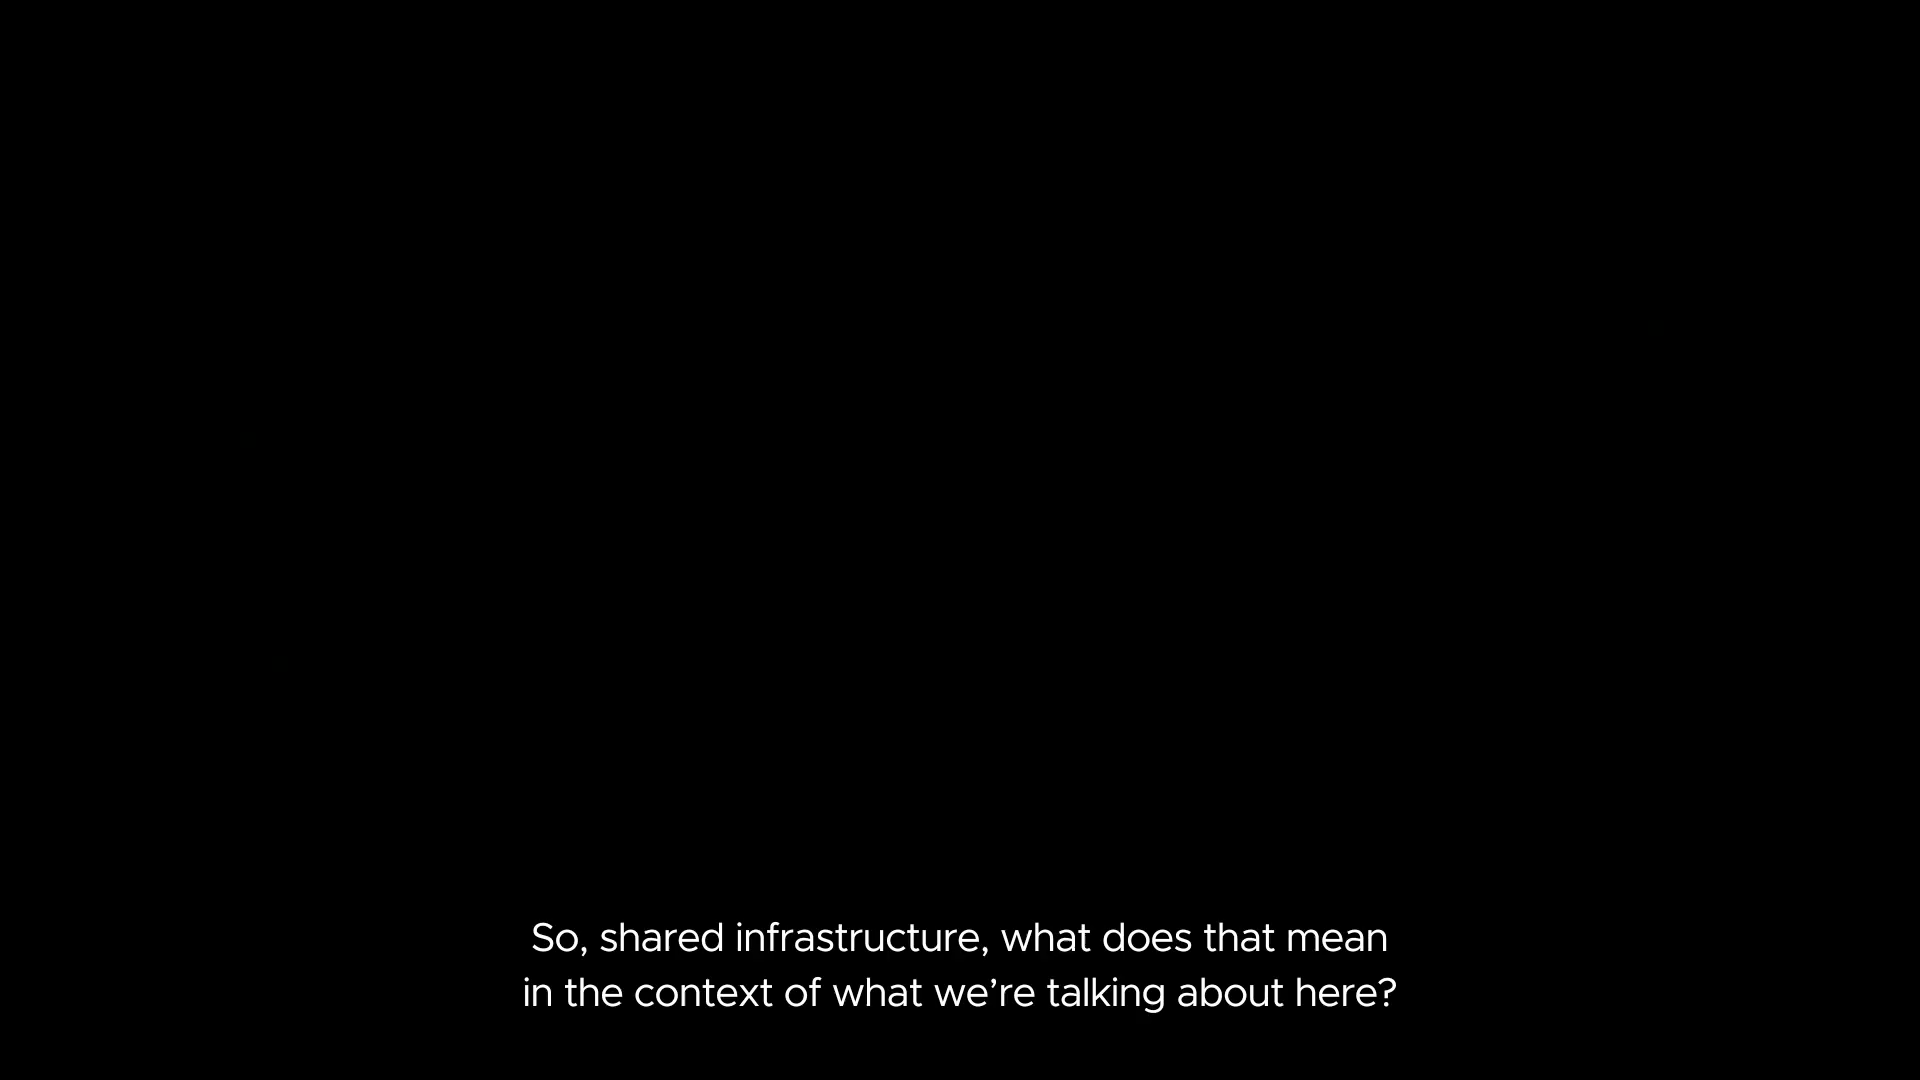 So, shared infrastructure, what does that mean
in the context of what we’re talking about here?